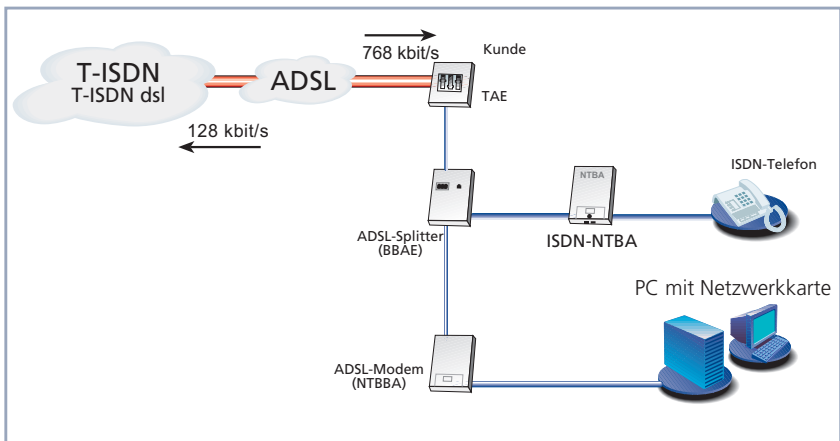 768 kbit/s
Kunde
T-ISDN
T-ISDN dsl
ADSL
TAE
128 kbit/s
NTBA
ISDN-Telefon
ADSL-Splitter
(BBAE)
ISDN-NTBA
PC mit Netzwerkkarte
ADSL-Modem
(NTBBA)